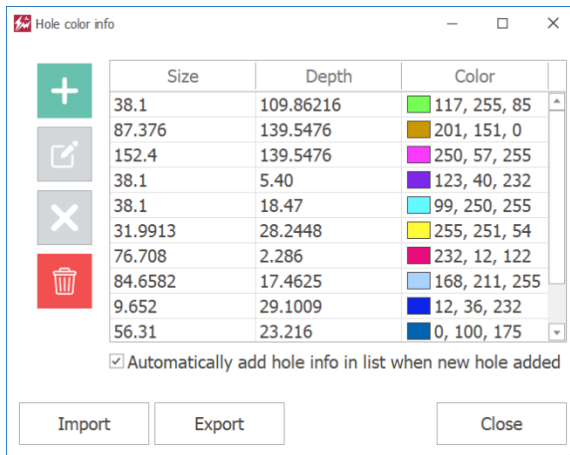 Hole color info
Size Depth Color
38.1 109.86216 117, 255, 85
87.376 139.5476 201, 151, 0
152.4 139.5476 250, 57, 255
38.1 5.40 123, 40, 232
38.1 18.47 99, 250, 255
31.9913 28.2448 255, 251, 54
76.708 2.286 232, 12, 122
84.6582 17.4625 168, 211, 255
9.652 29.1009 12, 36, 232
56.31 23.216 0, 100, 175
Automatically add hole info in list when new hole added
Import Export Close